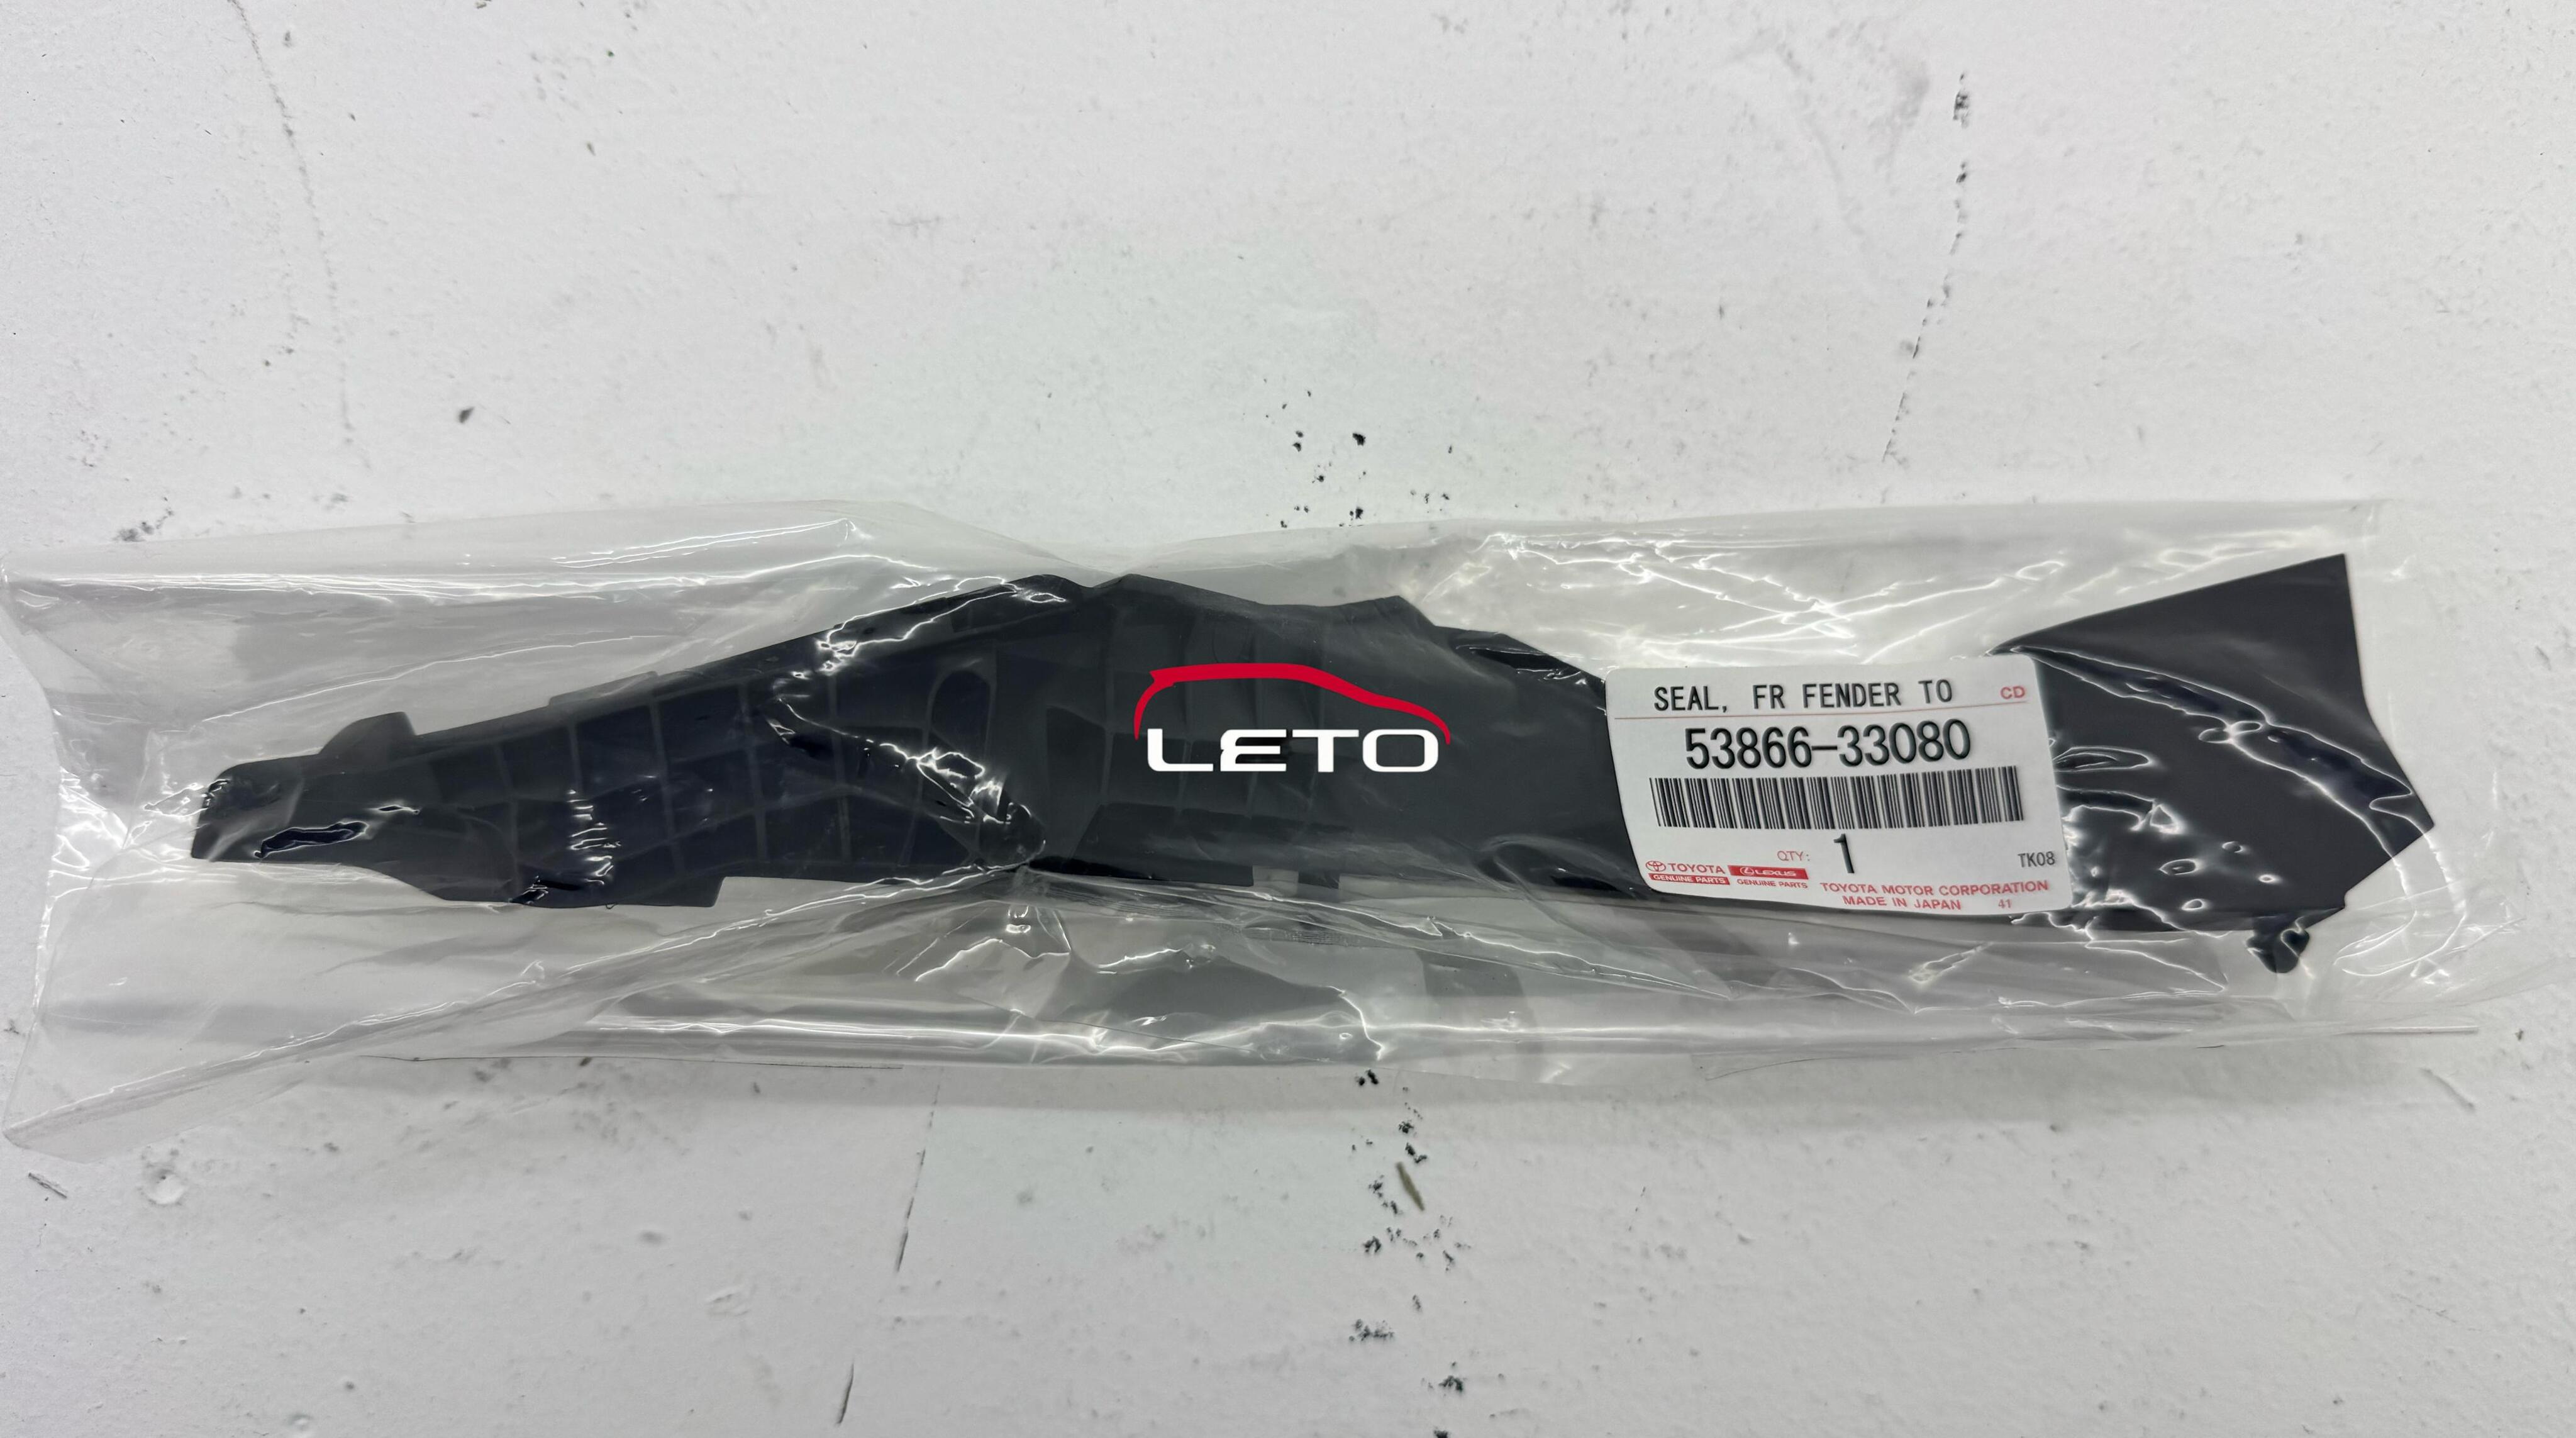 LETO
SEAL, FR FENDER TO CD
53866-33080
QTY: 1 TK08
TOYOTA LEXUS
GENUINE PARTS GENUINE PARTS
TOYOTA MOTOR CORPORATION
MADE IN JAPAN 41